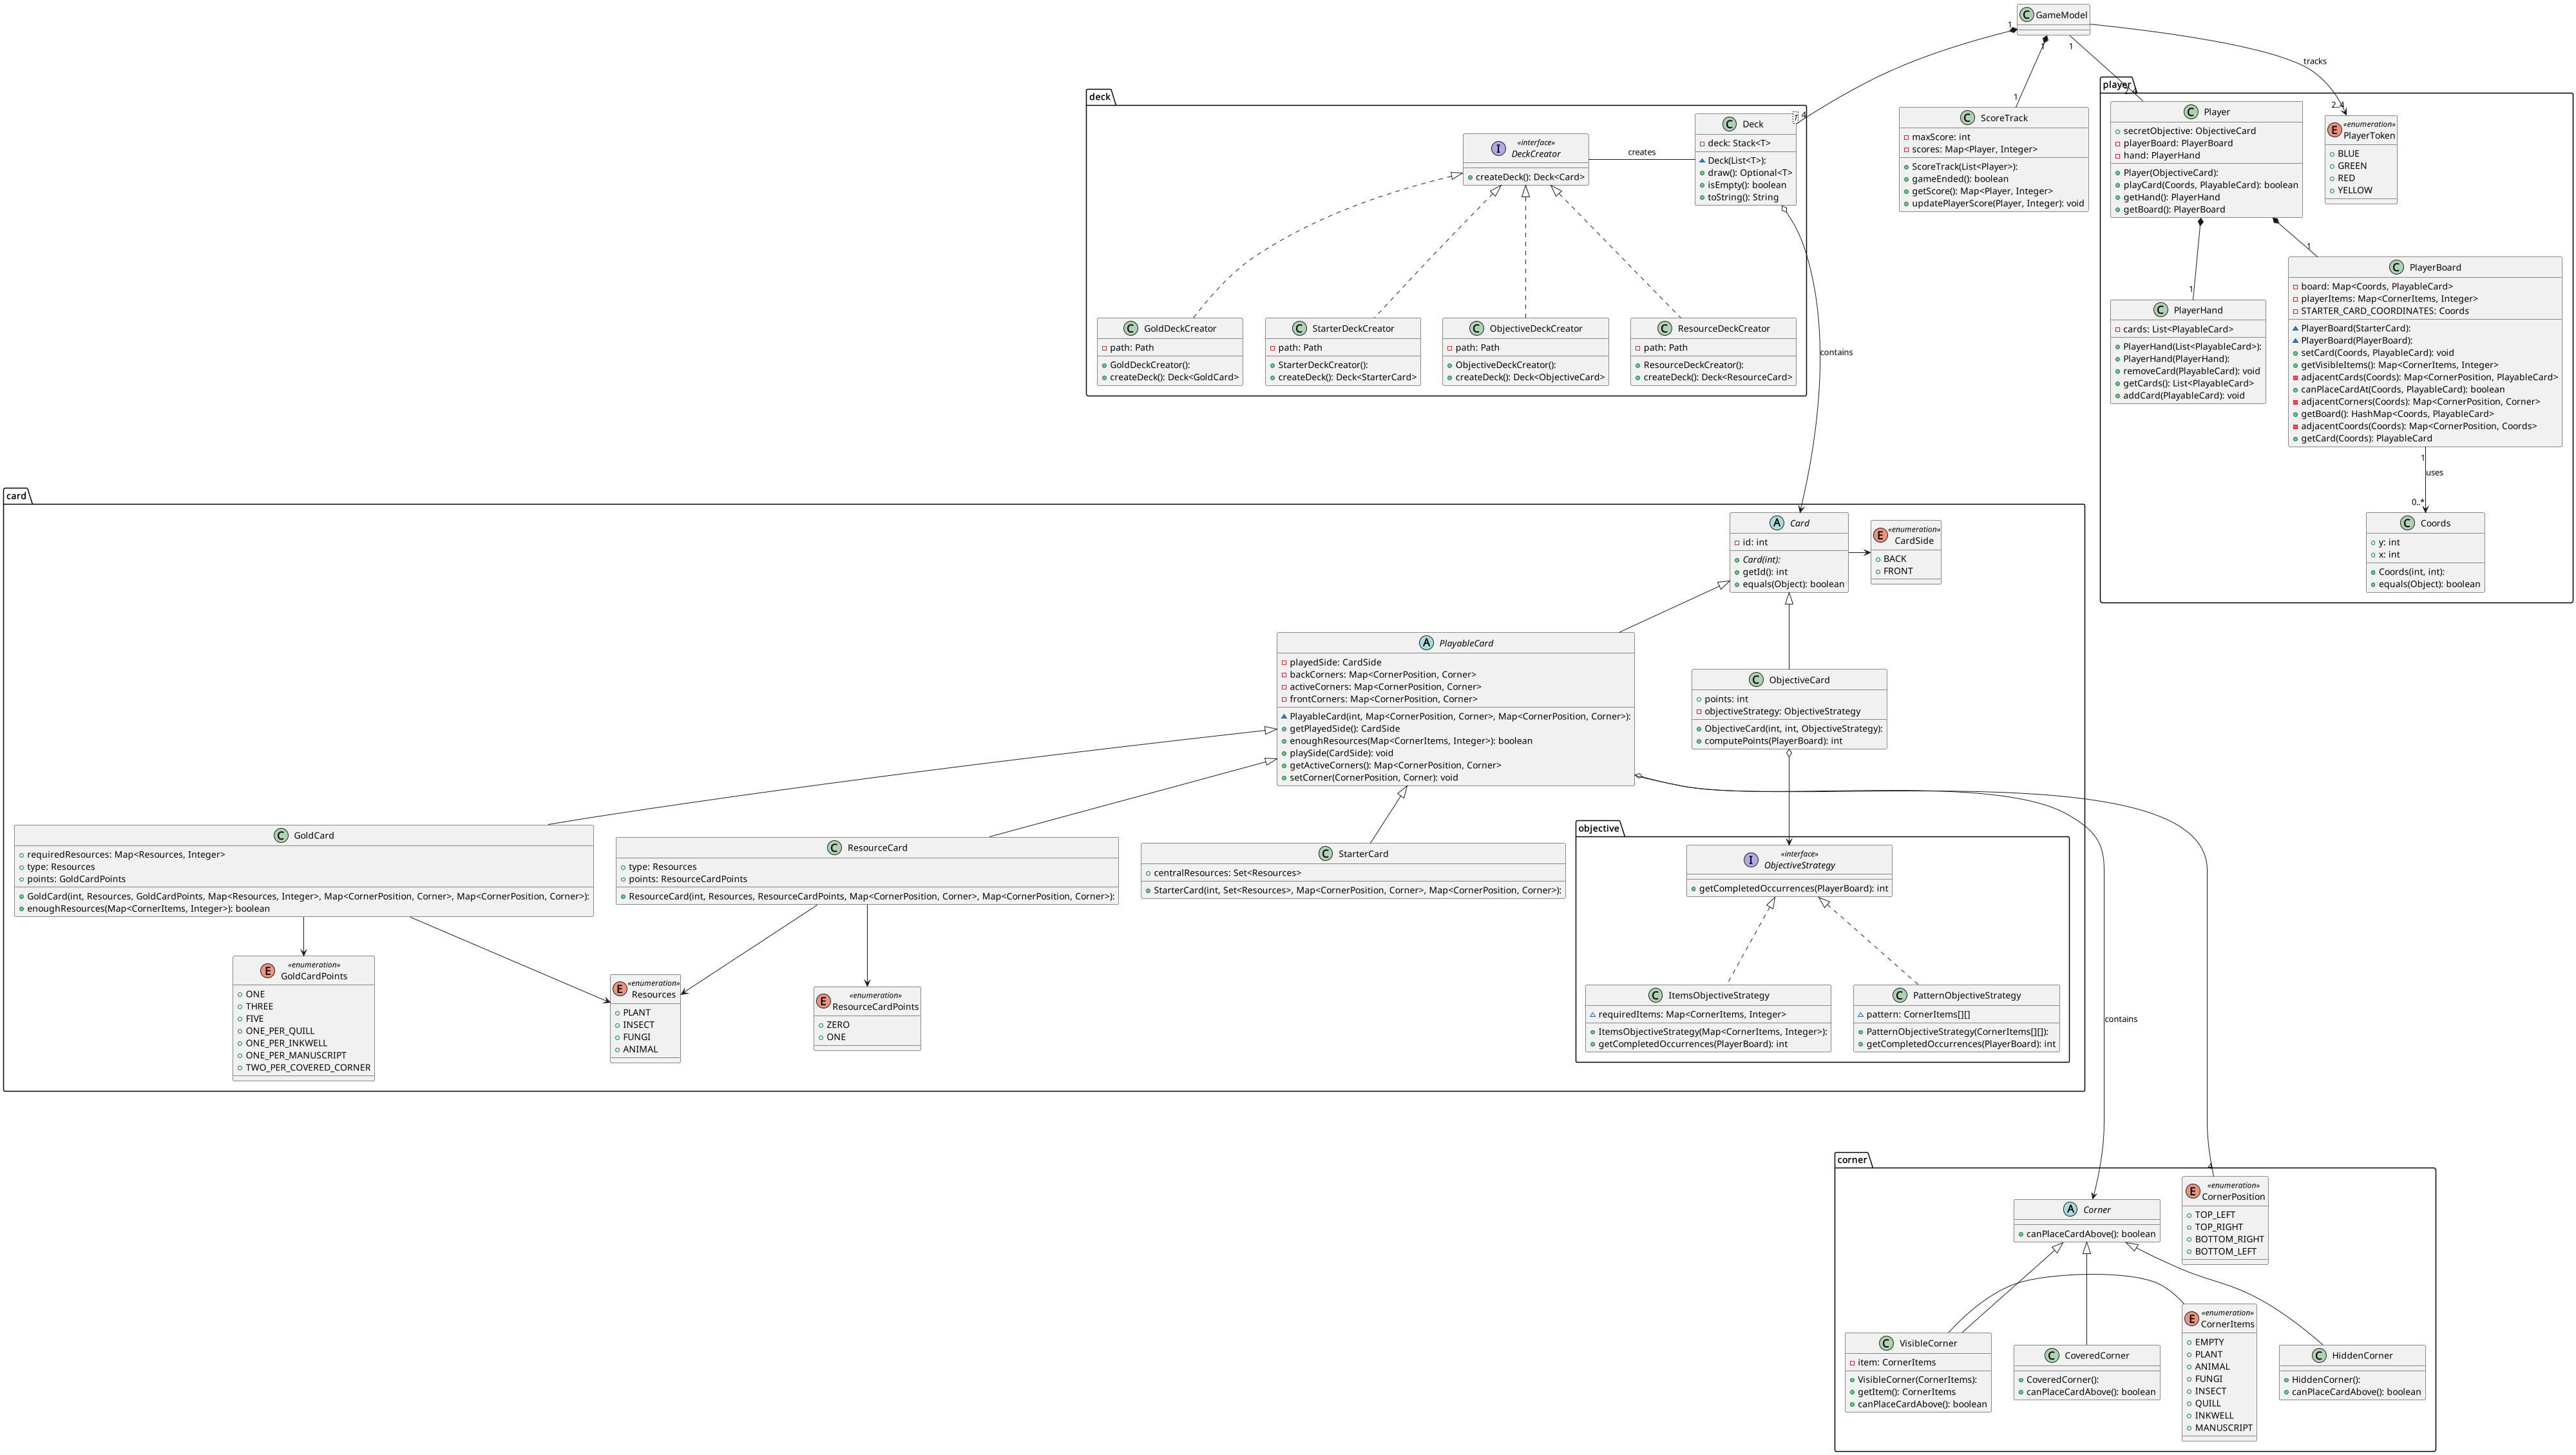 GameModel
1
1
1
tracks
deck
Deck
T
4
deck: Stack<T>
Deck(List<T>):
draw(): Optional<T>
isEmpty(): boolean
toString(): String
creates
«interface»
DeckCreator
createDeck(): Deck<Card>
GoldDeckCreator
path: Path
GoldDeckCreator():
createDeck(): Deck<GoldCard>
StarterDeckCreator
path: Path
StarterDeckCreator():
createDeck(): Deck<StarterCard>
ObjectiveDeckCreator
path: Path
ObjectiveDeckCreator():
createDeck(): Deck<ObjectiveCard>
ResourceDeckCreator
path: Path
ResourceDeckCreator():
createDeck(): Deck<ResourceCard>
contains
1
ScoreTrack
maxScore: int
scores: Map<Player, Integer>
ScoreTrack(List<Player>):
gameEnded(): boolean
getScore(): Map<Player, Integer>
updatePlayerScore(Player, Integer): void
player
Player
secretObjective: ObjectiveCard
playerBoard: PlayerBoard
hand: PlayerHand
Player(ObjectiveCard):
playCard(Coords, PlayableCard): boolean
getHand(): PlayerHand
getBoard(): PlayerBoard
2..4
«enumeration»
PlayerToken
BLUE
GREEN
RED
YELLOW
1
PlayerHand
cards: List<PlayableCard>
PlayerHand(List<PlayableCard>):
PlayerHand(PlayerHand):
removeCard(PlayableCard): void
getCards(): List<PlayableCard>
addCard(PlayableCard): void
1
PlayerBoard
board: Map<Coords, PlayableCard>
playerItems: Map<CornerItems, Integer>
STARTER_CARD_COORDINATES: Coords
PlayerBoard(StarterCard):
PlayerBoard(PlayerBoard):
setCard(Coords, PlayableCard): void
getVisibleItems(): Map<CornerItems, Integer>
adjacentCards(Coords): Map<CornerPosition, PlayableCard>
canPlaceCardAt(Coords, PlayableCard): boolean
adjacentCorners(Coords): Map<CornerPosition, Corner>
getBoard(): HashMap<Coords, PlayableCard>
adjacentCoords(Coords): Map<CornerPosition, Coords>
getCard(Coords): PlayableCard
1
uses
0..*
Coords
y: int
x: int
Coords(int, int):
equals(Object): boolean
card
Card
id: int
Card(int):
getId(): int
equals(Object): boolean
«enumeration»
CardSide
BACK
FRONT
PlayableCard
playedSide: CardSide
backCorners: Map<CornerPosition, Corner>
activeCorners: Map<CornerPosition, Corner>
frontCorners: Map<CornerPosition, Corner>
PlayableCard(int, Map<CornerPosition, Corner>, Map<CornerPosition, Corner>):
getPlayedSide(): CardSide
enoughResources(Map<CornerItems, Integer>): boolean
playSide(CardSide): void
getActiveCorners(): Map<CornerPosition, Corner>
setCorner(CornerPosition, Corner): void
ObjectiveCard
points: int
objectiveStrategy: ObjectiveStrategy
ObjectiveCard(int, int, ObjectiveStrategy):
computePoints(PlayerBoard): int
GoldCard
requiredResources: Map<Resources, Integer>
type: Resources
points: GoldCardPoints
GoldCard(int, Resources, GoldCardPoints, Map<Resources, Integer>, Map<CornerPosition, Corner>, Map<CornerPosition, Corner>):
enoughResources(Map<CornerItems, Integer>): boolean
ResourceCard
type: Resources
points: ResourceCardPoints
ResourceCard(int, Resources, ResourceCardPoints, Map<CornerPosition, Corner>, Map<CornerPosition, Corner>):
StarterCard
centralResources: Set<Resources>
StarterCard(int, Set<Resources>, Map<CornerPosition, Corner>, Map<CornerPosition, Corner>):
«enumeration»
GoldCardPoints
ONE
THREE
FIVE
ONE_PER_QUILL
ONE_PER_INKWELL
ONE_PER_MANUSCRIPT
TWO_PER_COVERED_CORNER
«enumeration»
Resources
PLANT
INSECT
FUNGI
ANIMAL
«enumeration»
ResourceCardPoints
ZERO
ONE
objective
«interface»
ObjectiveStrategy
getCompletedOccurrences(PlayerBoard): int
ItemsObjectiveStrategy
requiredItems: Map<CornerItems, Integer>
ItemsObjectiveStrategy(Map<CornerItems, Integer>):
getCompletedOccurrences(PlayerBoard): int
PatternObjectiveStrategy
pattern: CornerItems[][]
PatternObjectiveStrategy(CornerItems[][]):
getCompletedOccurrences(PlayerBoard): int
contains
corner
Corner
canPlaceCardAbove(): boolean
«enumeration»
CornerPosition
TOP_LEFT
TOP_RIGHT
BOTTOM_RIGHT
BOTTOM_LEFT
VisibleCorner
item: CornerItems
VisibleCorner(CornerItems):
getItem(): CornerItems
canPlaceCardAbove(): boolean
CoveredCorner
CoveredCorner():
canPlaceCardAbove(): boolean
«enumeration»
CornerItems
EMPTY
PLANT
ANIMAL
FUNGI
INSECT
QUILL
INKWELL
MANUSCRIPT
HiddenCorner
HiddenCorner():
canPlaceCardAbove(): boolean